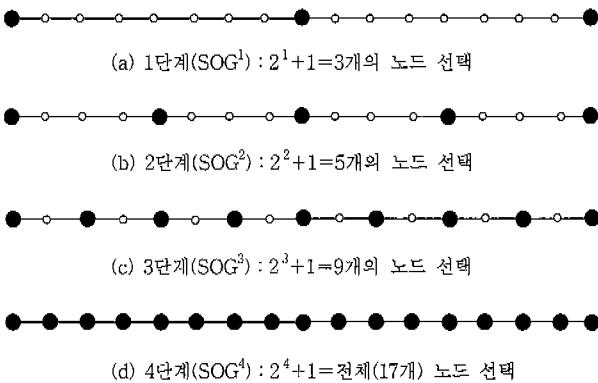 (a) 1단계(SOG¹) : 2¹+1=3개의 노드 선택
(b) 2단계(SOG²) : 2²+1=5개의 노드 선택
(c) 3단계(SOG³) : 2³+1=9개의 노드 선택
(d) 4단계(SOG⁴) : 2⁴+1=전체(17개) 노드 선택